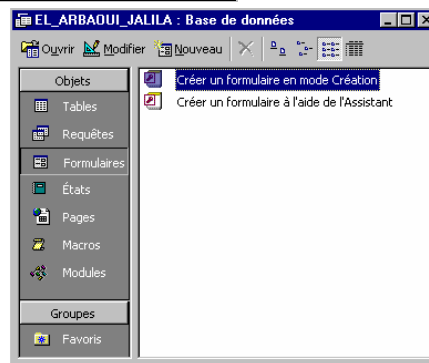 EL_ARBAOUI_JALILA : Base de données
Ouvrir Modifier Nouveau
Objets
Tables
Requêtes
Formulaires
États
Pages
Macros
Modules
Groupes
Favoris
Créer un formulaire en mode Création
Créer un formulaire à l'aide de l'Assistant